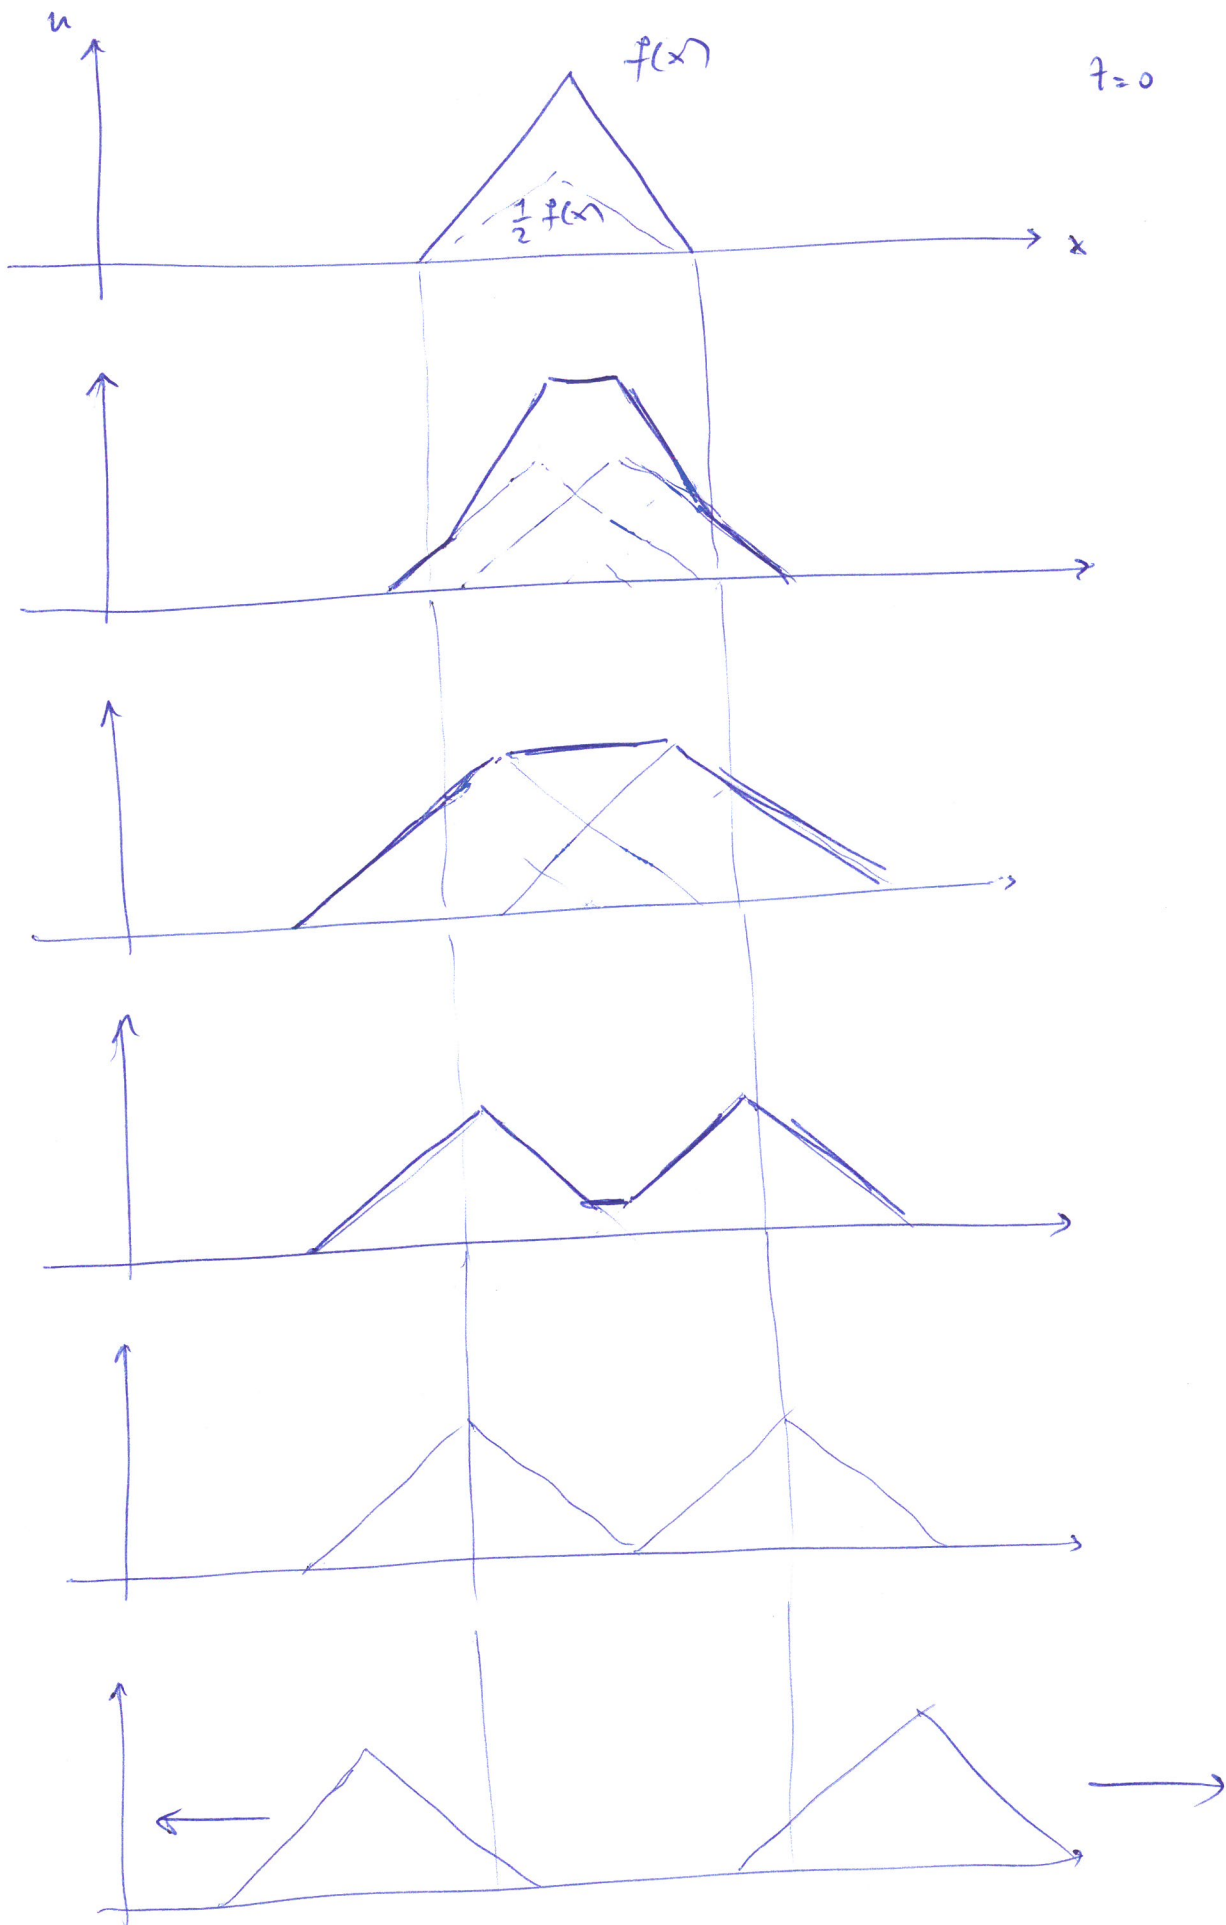 u
f(x)
t=0
1/2 f(x)
x